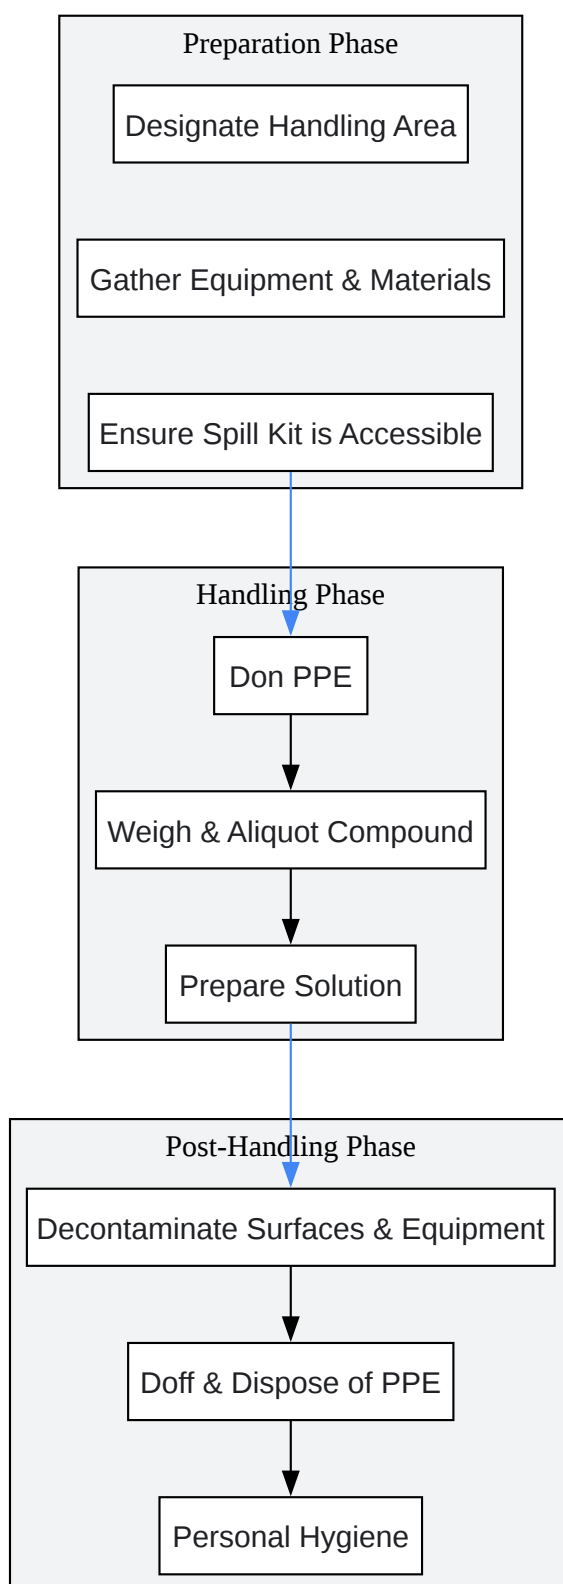 Preparation Phase
Designate Handling Area
Gather Equipment & Materials
Ensure Spill Kit is Accessible
Handling Phase
Don PPE
Weigh & Aliquot Compound
Prepare Solution
Post-Handling Phase
Decontaminate Surfaces & Equipment
Doff & Dispose of PPE
Personal Hygiene